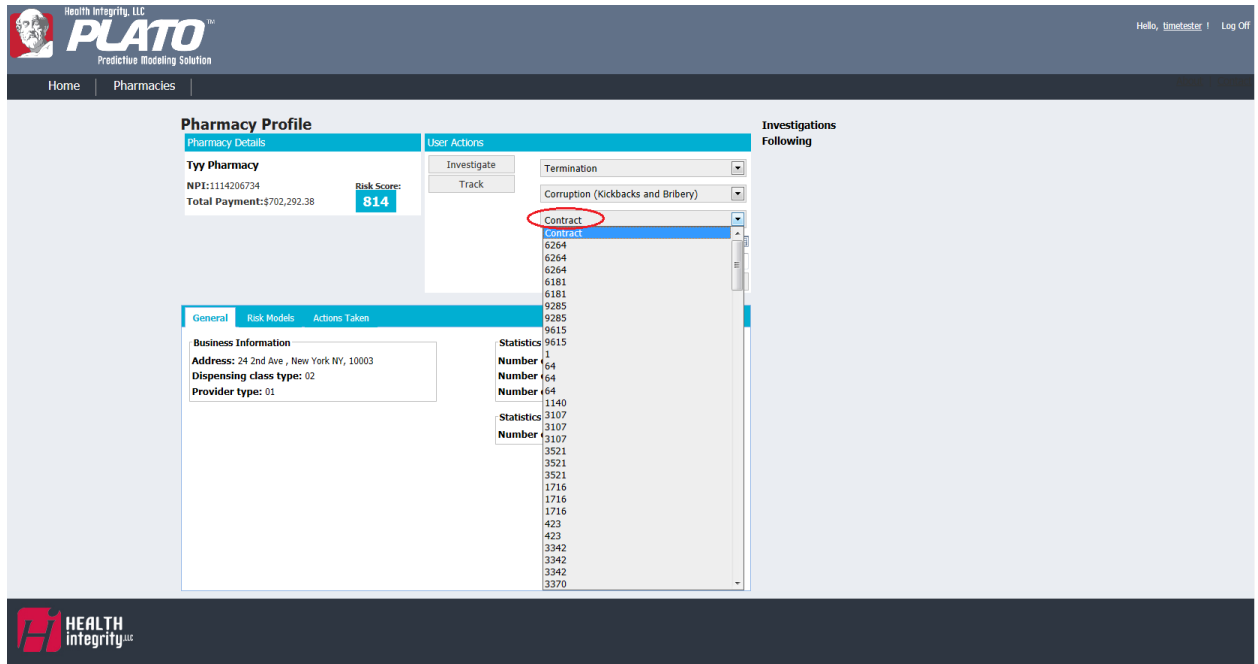 Health Integrity, LLC
PLATO™
Predictive Modeling Solution
Hello, timetester ! Log Off
Home Pharmacies
Pharmacy Profile
Pharmacy Details
Tyy Pharmacy
NPI:1114206734
Total Payment:$702,292.38
Risk Score:
814
User Actions
Investigate
Track
Termination
Corruption (Kickbacks and Bribery)
Contract
Contract
6264
6264
6264
6181
6181
9285
9285
9615
9615
1
64
64
64
1140
3107
3107
3107
3521
3521
3521
1716
1716
1716
423
423
3342
3342
3342
3370
Investigations
Following
General Risk Models Actions Taken
Business Information
Address: 24 2nd Ave , New York NY, 10003
Dispensing class type: 02
Provider type: 01
Statistics
Number
Number
Number
Statistics
Number
HEALTH
integrity LLC